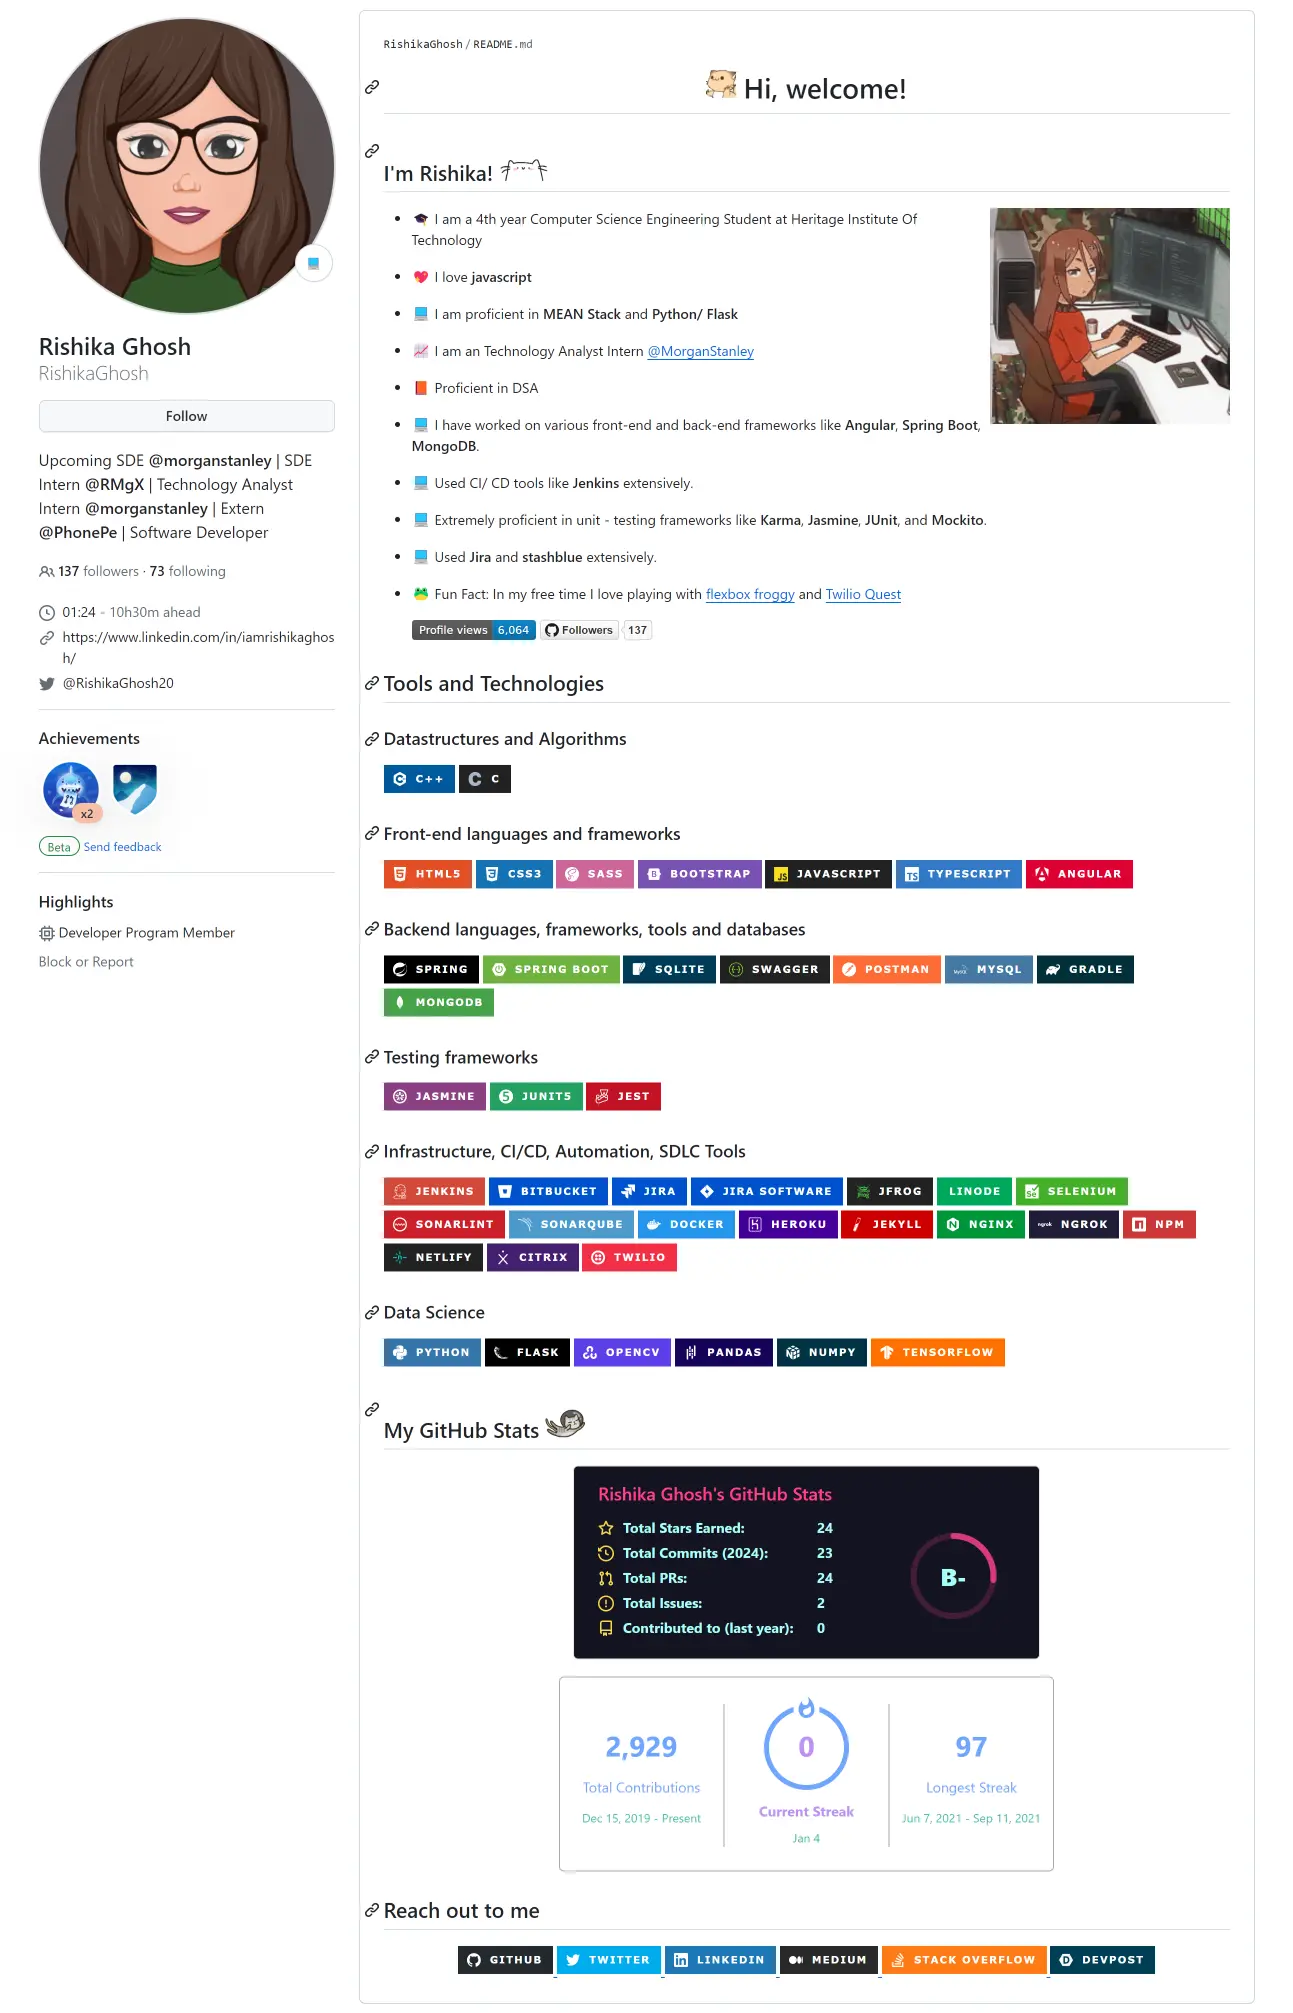 Rishika Ghosh
RishikaGhosh
Follow
Upcoming SDE @morganstanley | SDE
Intern @RMgX | Technology Analyst
Intern @morganstanley | Extern
@PhonePe | Software Developer
137 followers · 73 following
01:24 - 10h30m ahead
https://www.linkedin.com/in/iamrishikaghos
h/
@RishikaGhosh20
Achievements
x2
Beta Send feedback
Highlights
Developer Program Member
Block or Report
RishikaGhosh / README.md
Hi, welcome!
I'm Rishika!
I am a 4th year Computer Science Engineering Student at Heritage Institute Of
Technology
I love javascript
I am proficient in MEAN Stack and Python/ Flask
I am an Technology Analyst Intern @MorganStanley
Proficient in DSA
I have worked on various front-end and back-end frameworks like Angular, Spring Boot,
MongoDB.
Used CI/ CD tools like Jenkins extensively.
Extremely proficient in unit - testing frameworks like Karma, Jasmine, JUnit, and Mockito.
Used Jira and stashblue extensively.
Fun Fact: In my free time I love playing with flexbox froggy and Twilio Quest
Profile views 6,064 Followers 137
Tools and Technologies
Datastructures and Algorithms
C++ C C
Front-end languages and frameworks
HTML5 CSS3 SASS B BOOTSTRAP JS JAVASCRIPT TS TYPESCRIPT ANGULAR
Backend languages, frameworks, tools and databases
SPRING SPRING BOOT SQLITE SWAGGER POSTMAN MySQL MYSQL GRADLE
MONGODB
Testing frameworks
JASMINE 5 JUNIT5 JEST
Infrastructure, CI/CD, Automation, SDLC Tools
JENKINS BITBUCKET JIRA JIRA SOFTWARE JFROG LINODE Se SELENIUM
SONARLINT SONARQUBE DOCKER HEROKU JEKYLL N NGINX ngrok NGROK NPM
NETLIFY CITRIX TWILIO
Data Science
PYTHON FLASK OPENCV PANDAS NUMPY TENSORFLOW
My GitHub Stats
Rishika Ghosh's GitHub Stats
Total Stars Earned: 24
Total Commits (2024): 23
Total PRs: 24
Total Issues: 2
Contributed to (last year): 0
B-
2,929
Total Contributions
Dec 15, 2019 - Present
0
Current Streak
Jan 4
97
Longest Streak
Jun 7, 2021 - Sep 11, 2021
Reach out to me
GITHUB TWITTER in LINKEDIN MEDIUM STACK OVERFLOW D DEVPOST